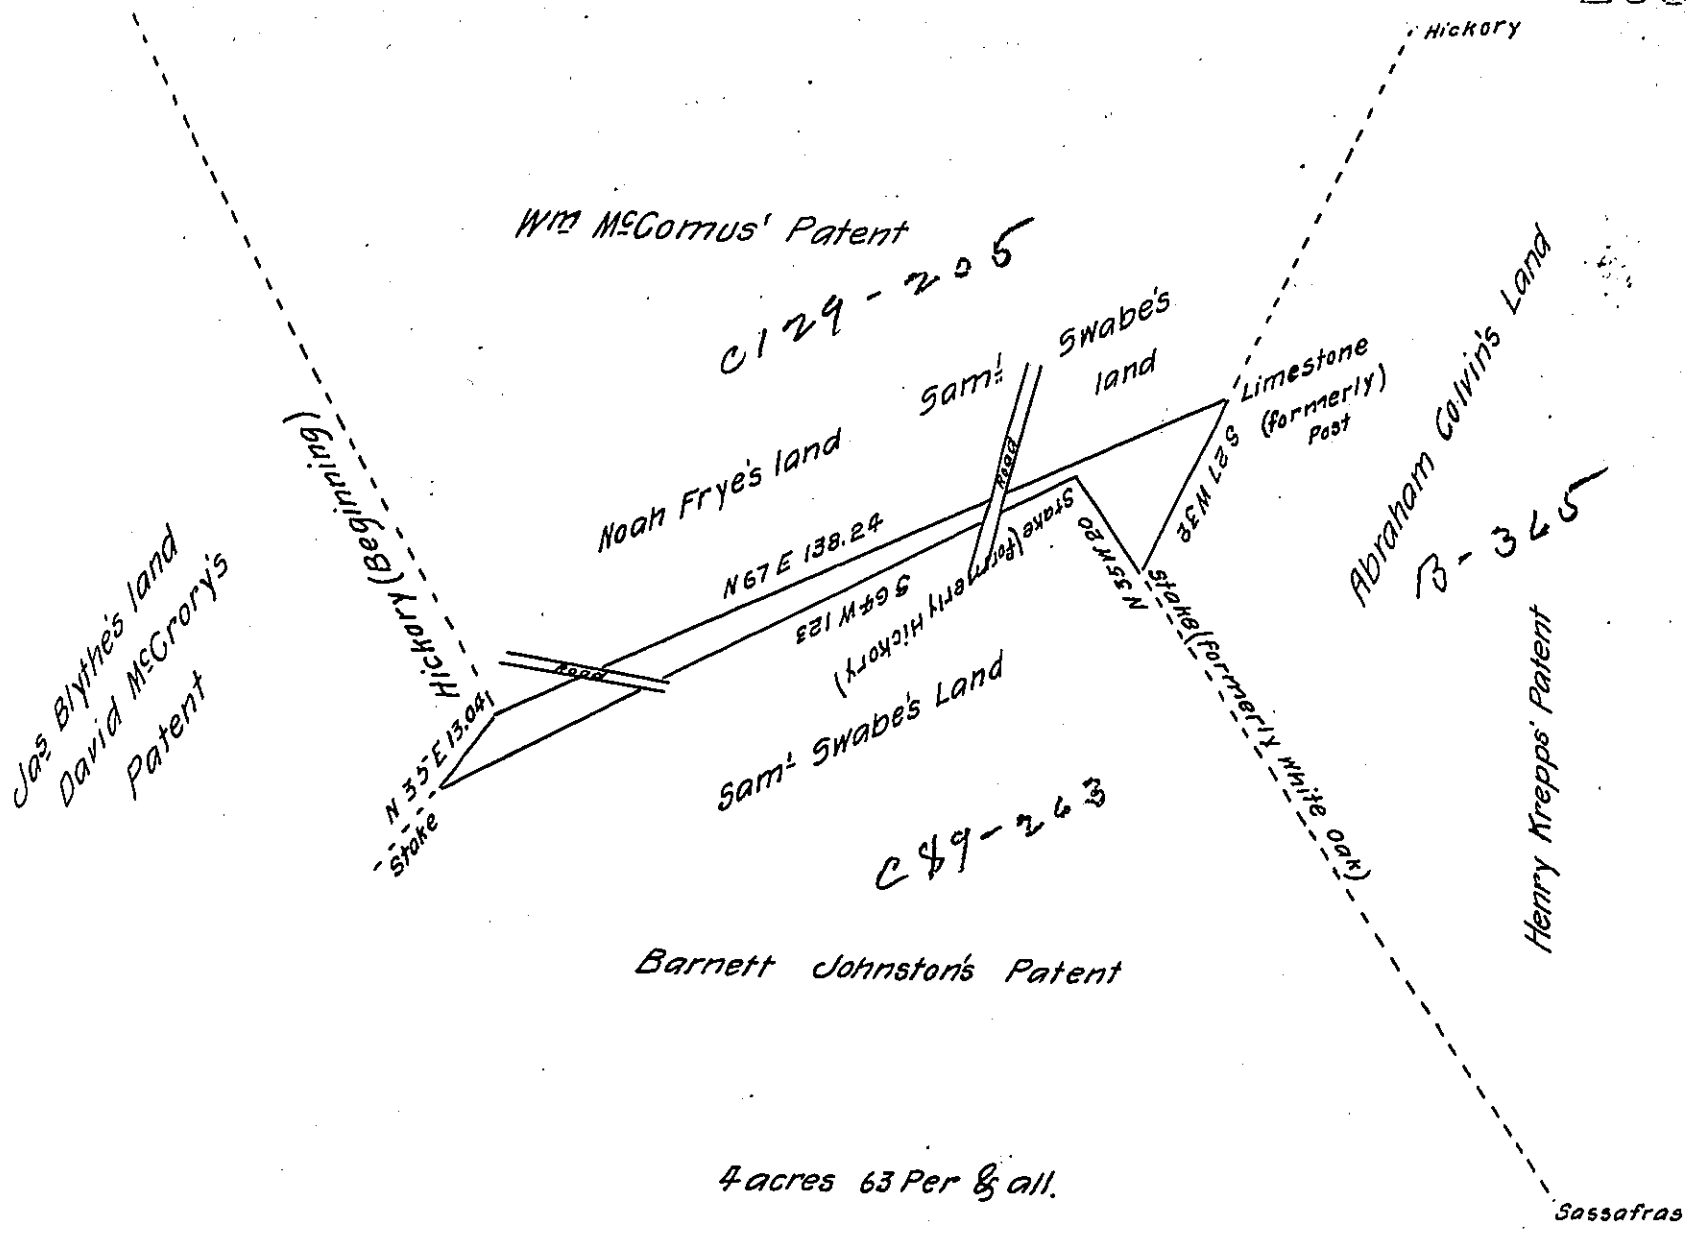 Hickory
Wm McComus' Patent
C129-205
Saml Swabe's
land
Noah Frye's land
Limestone
(formerly)
Post
Abraham Colvin's Land
B-365
Henry Krepps' Patent
Road
N 67 E 138.24
S 64 W 123
Stake (formerly Hickory)
N 35 W 20
S 27 W 32
Stake (formerly White Oak)
Hickory (Beginning)
Jas Blythe's land
David McCrory's
Patent
Road
N 35 E 13.04
Stake
Saml Swabe's Land
C89-263
Barnett Johnston's Patent
4 acres 63 Per & all.
Sassafras